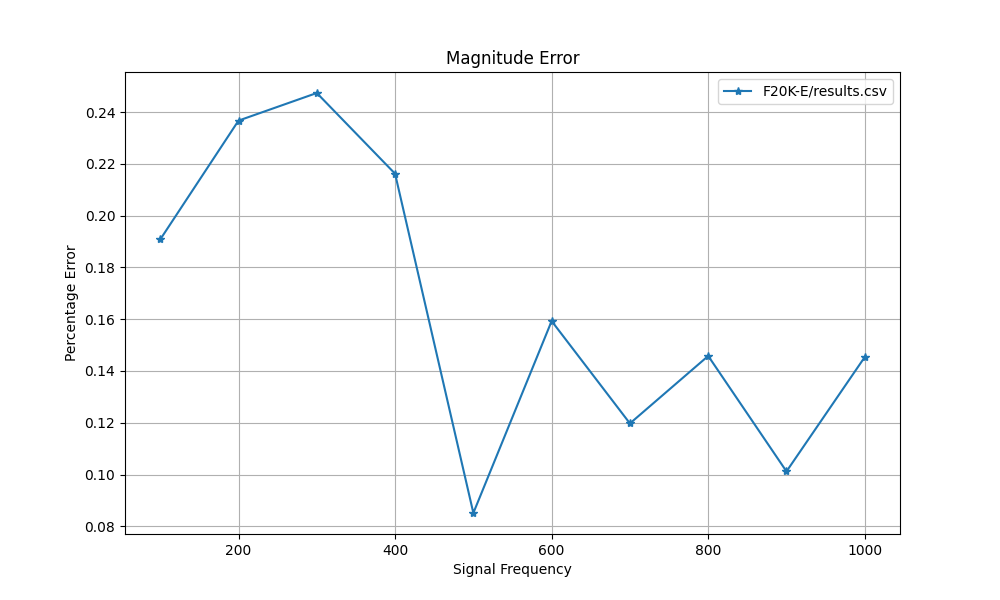 Magnitude Error
F20K-E/results.csv
Percentage Error
0.24
0.22
0.20
0.18
0.16
0.14
0.12
0.10
0.08
200 400 600 800 1000
Signal Frequency